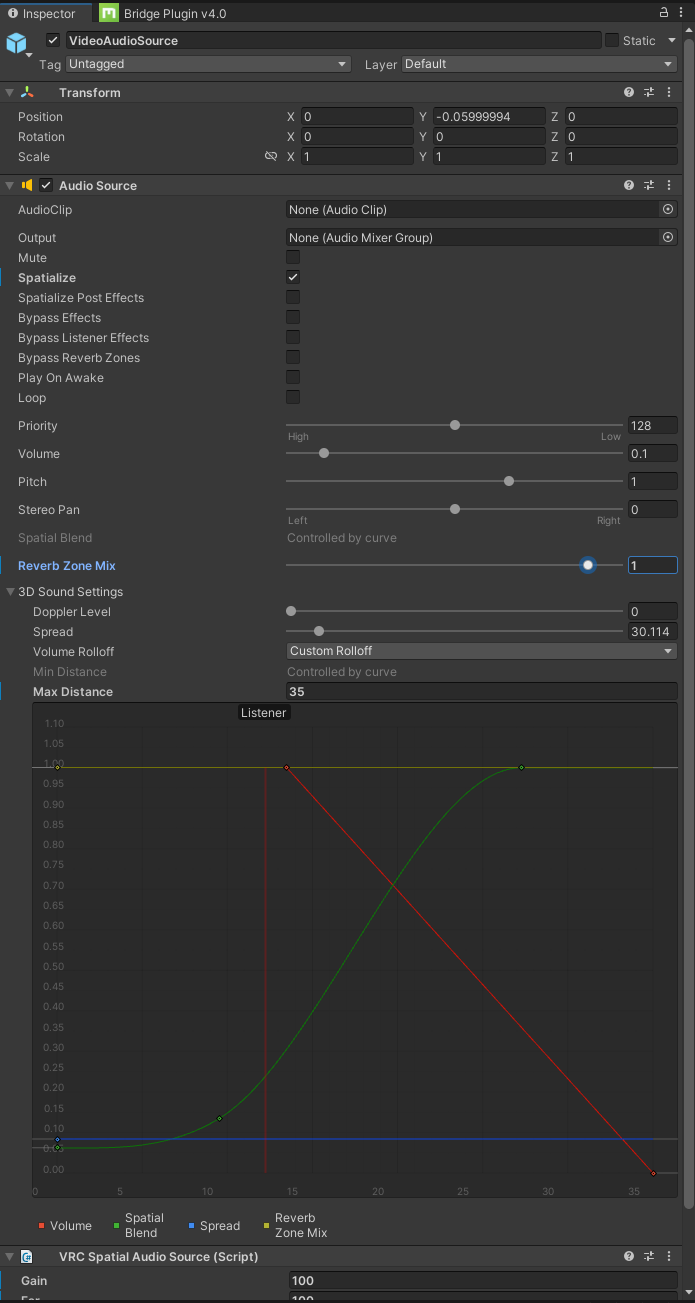 Inspector
Bridge Plugin v4.0
VideoAudioSource
Static
Tag Untagged Layer Default
Transform
Position X 0 Y -0.05999994 Z 0
Rotation X 0 Y 0 Z 0
Scale X 1 Y 1 Z 1
Audio Source
AudioClip None (Audio Clip)
Output None (Audio Mixer Group)
Mute
Spatialize
Spatialize Post Effects
Bypass Effects
Bypass Listener Effects
Bypass Reverb Zones
Play On Awake
Loop
Priority 128
High Low
Volume 0.1
Pitch 1
Stereo Pan 0
Left Right
Spatial Blend Controlled by curve
Reverb Zone Mix 1
3D Sound Settings
Doppler Level 0
Spread 30.114
Volume Rolloff Custom Rolloff
Min Distance Controlled by curve
Max Distance 35
Listener
1.10
1.05
1.00
0.95
0.90
0.85
0.80
0.75
0.70
0.65
0.60
0.55
0.50
0.45
0.40
0.35
0.30
0.25
0.20
0.15
0.10
0.05
0.00
0 5 10 15 20 25 30 35
Volume
Spatial
Blend
Spread
Reverb
Zone Mix
VRC Spatial Audio Source (Script)
Gain 100
Far 100